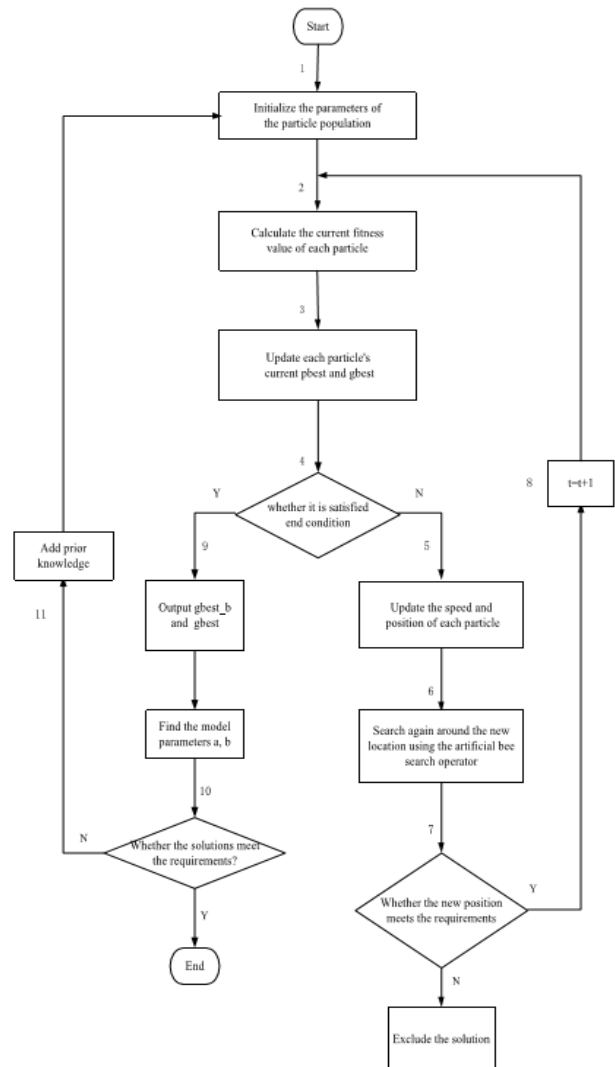 Start
1
Initialize the parameters of
the particle population
2
Calculate the current fitness
value of each particle
3
Update each particle's
current pbest and gbest
4
whether it is satisfied
end condition
Y
N
8
t=t+1
9
5
Add prior
knowledge
11
Output gbest_b
and gbest
Update the speed and
position of each particle
6
Find the model
parameters a, b
Search again around the new
location using the artificial bee
search operator
10
7
N
Whether the solutions meet
the requirements?
Y
Whether the new position
meets the requirements
Y
End
N
Exclude the solution